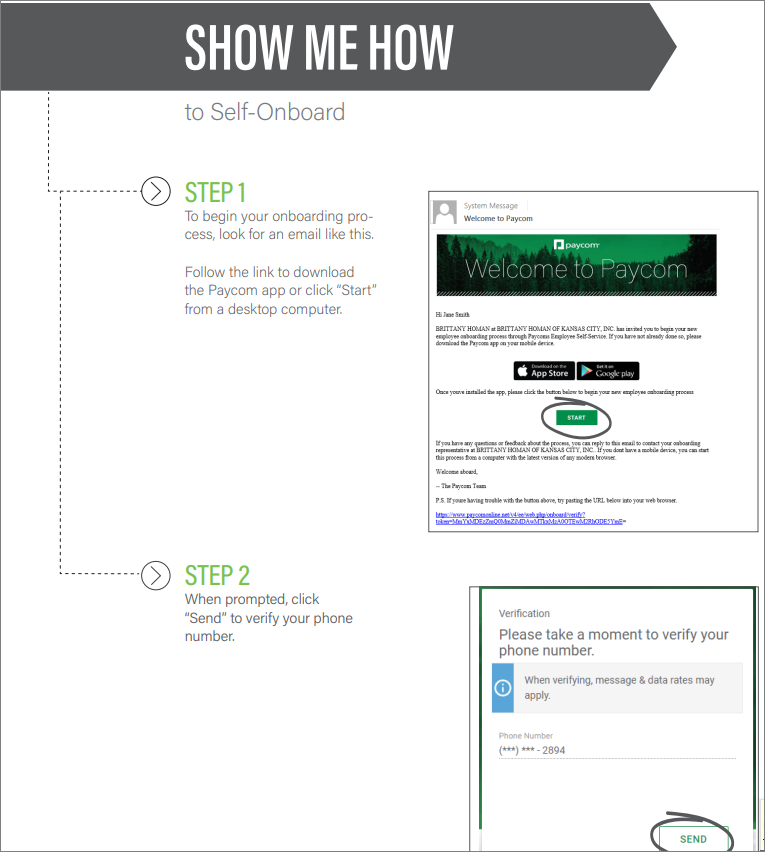 SHOW ME HOW
to Self-Onboard
STEP 1
To begin your onboarding pro-
cess, look for an email like this.
Follow the link to download
the Paycom app or click “Start”
from a desktop computer.
System Message
Welcome to Paycom
paycom
Welcome to Paycom
Hi Jane Smith
BRITTANY HOMAN at BRITTANY HOMAN OF KANSAS CITY, INC. has invited you to begin your new
employee onboarding process through Paycoms Employee Self-Service. If you have not already done so, please
download the Paycom app on your mobile device.
Download on the
App Store
Get it on
Google play
Once youve installed the app, please click the button below to begin your new employee onboarding process
START
If you have any questions or feedback about the process, you can reply to this email to contact your onboarding
representative at BRITTANY HOMAN OF KANSAS CITY, INC.. If you dont have a mobile device, you can start
this process from a computer with the latest version of any modern browser.
Welcome aboard,
-- The Paycom Team
P.S. If youre having trouble with the button above, try pasting the URL below into your web browser.
https://www.paycomonline.net/v4/ee/web.php/onboard/verify?
STEP 2
When prompted, click
“Send” to verify your phone
number.
Verification
Please take a moment to verify your
phone number.
When verifying, message & data rates may
apply.
Phone Number
(***) *** - 2894
SEND